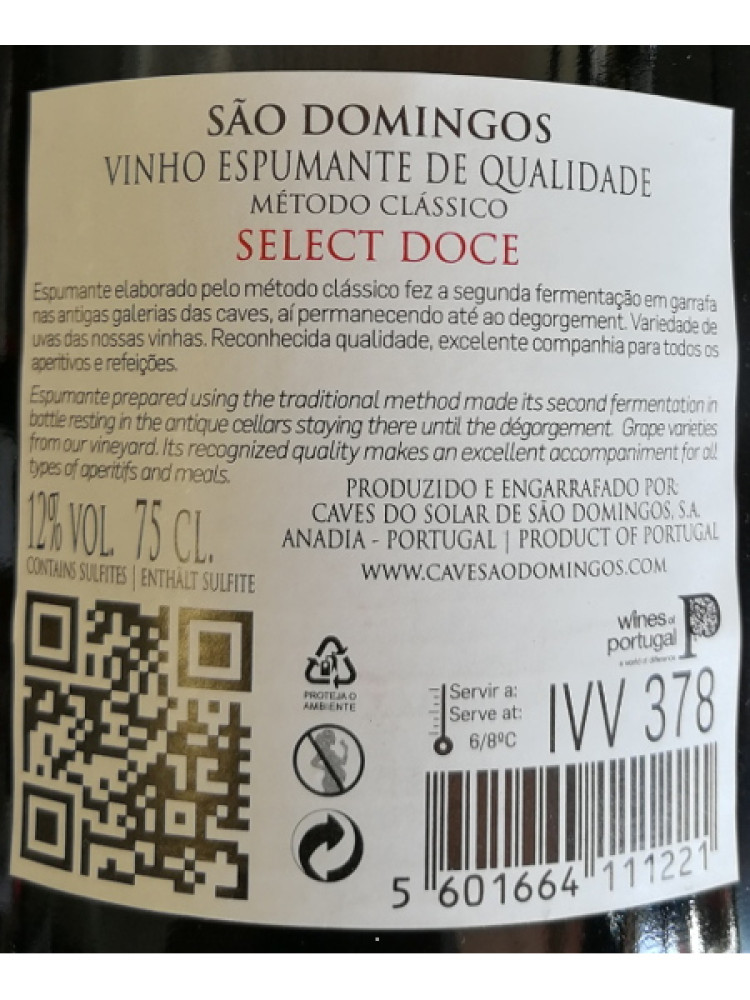 SÃO DOMINGOS
VINHO ESPUMANTE DE QUALIDADE
MÉTODO CLÁSSICO
SELECT DOCE
Espumante elaborado pelo método clássico fez a segunda fermentação em garrafa
nas antigas galerias das caves, aí permanecendo até ao degorgement. Variedade de
uvas das nossas vinhas. Reconhecida qualidade, excelente companhia para todos os
aperitivos e refeições.
Espumante prepared using the traditional method made its second fermentation in
bottle resting in the antique cellars staying there until the dégorgement. Grape varieties
from our vineyard. Its recognized quality makes an excellent accompaniment for all
types of aperitifs and meals.
PRODUZIDO E ENGARRAFADO POR:
CAVES DO SOLAR DE SÃO DOMINGOS, S.A.
ANADIA - PORTUGAL | PRODUCT OF PORTUGAL
WWW.CAVESAODOMINGOS.COM
12% VOL. 75 CL.
CONTAINS SULFITES | ENTHÄLT SULFITE
wines of
portugal
a world of difference
PROTEJA O
AMBIENTE
Servir a:
Serve at:
6/8ºC
IVV 378
5 601664 111221